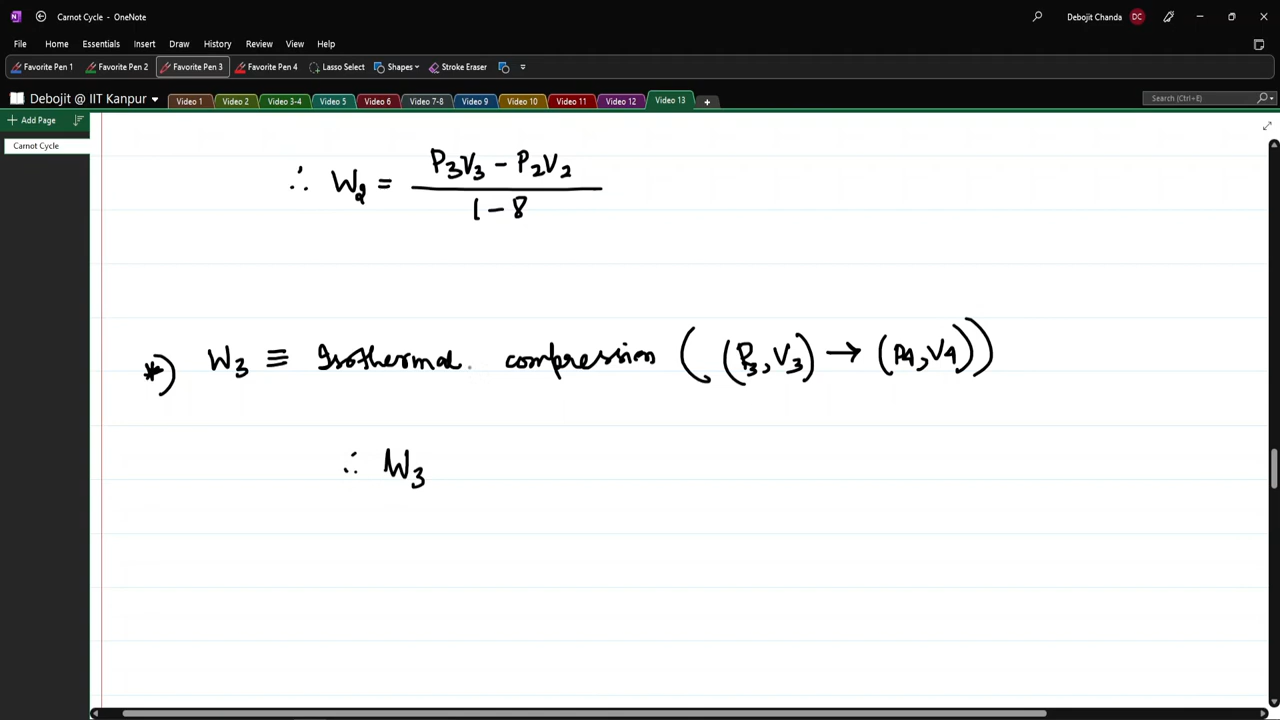 Carnot Cycle - OneNote
Debojit Chanda DC
File Home Essentials Insert Draw History Review View Help
Favorite Pen 1 Favorite Pen 2 Favorite Pen 3 Favorite Pen 4 Lasso Select Shapes Stroke Eraser
Debojit @ IIT Kanpur Video 1 Video 2 Video 3-4 Video 5 Video 6 Video 7-8 Video 9 Video 10 Video 11 Video 12 Video 13 Search (Ctrl+E)
Add Page
Carnot Cycle
∴ W₂ = (P₃V₃ − P₂V₂) / (1 − γ)
*) W₃ ≡ Isothermal compression ( (P₃, V₃) → (P₄, V₄))
∴ W₃